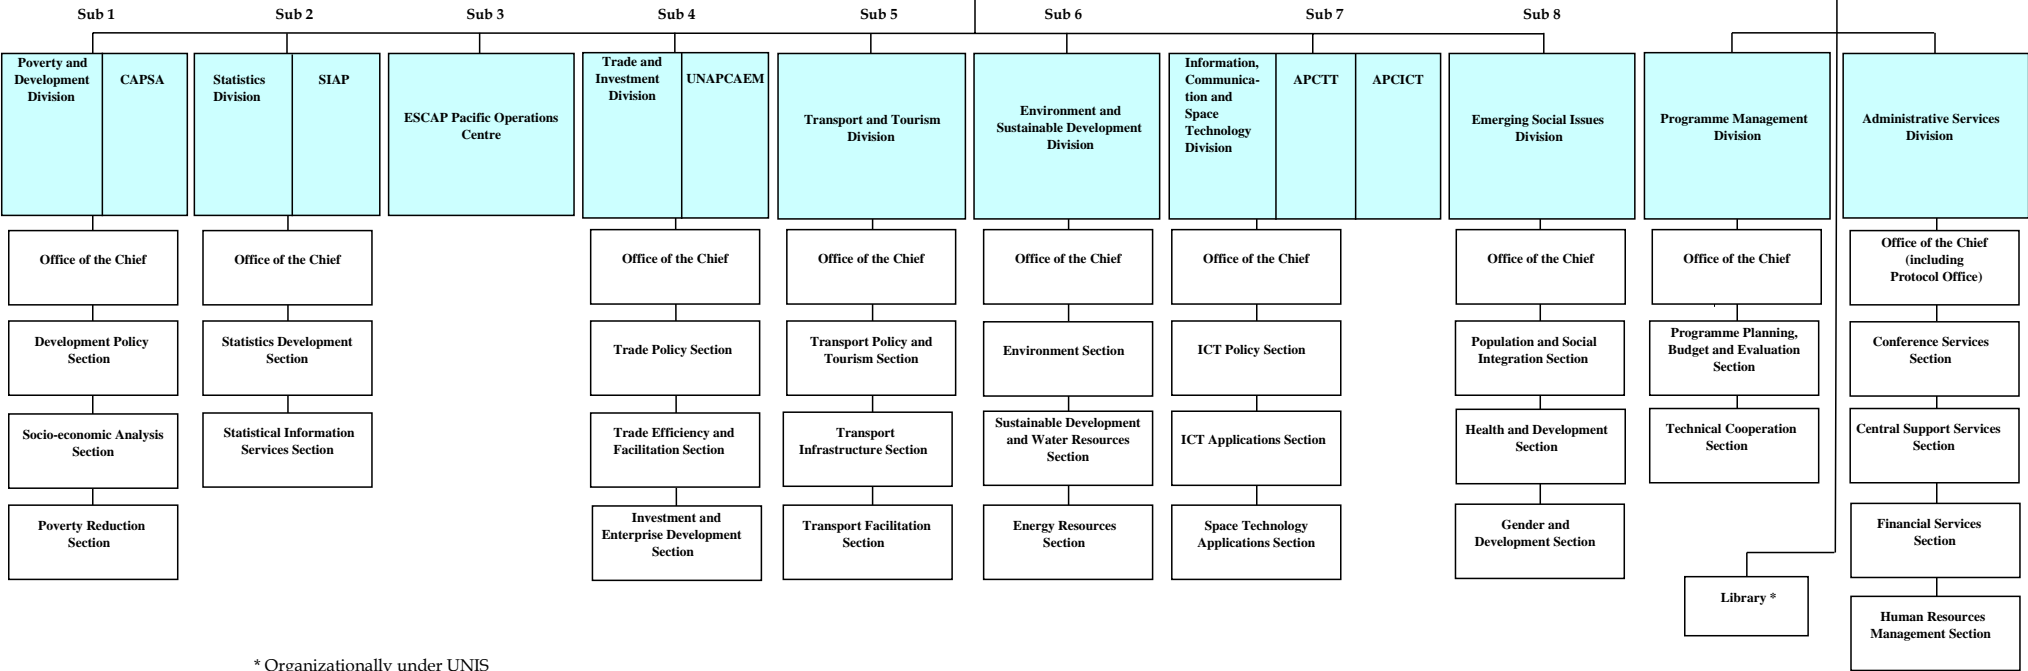 Sub 1
Sub 2
Sub 3
Sub 4
Sub 5
Sub 6
Sub 7
Sub 8
Poverty and
Development
Division
CAPSA
Statistics
Division
SIAP
ESCAP Pacific Operations
Centre
Trade and
Investment
Division
UNAPCAEM
Transport and Tourism
Division
Environment and
Sustainable Development
Division
Information,
Communica-
tion and
Space
Technology
Division
APCTT
APCICT
Emerging Social Issues
Division
Programme Management
Division
Administrative Services
Division
Office of the Chief
Office of the Chief
Office of the Chief
Office of the Chief
Office of the Chief
Office of the Chief
Office of the Chief
Office of the Chief
Office of the Chief
(including
Protocol Office)
Development Policy
Section
Statistics Development
Section
Trade Policy Section
Transport Policy and
Tourism Section
Environment Section
ICT Policy Section
Population and Social
Integration Section
Programme Planning,
Budget and Evaluation
Section
Conference Services
Section
Socio-economic Analysis
Section
Statistical Information
Services Section
Trade Efficiency and
Facilitation Section
Transport
Infrastructure Section
Sustainable Development
and Water Resources
Section
ICT Applications Section
Health and Development
Section
Technical Cooperation
Section
Central Support Services
Section
Poverty Reduction
Section
Investment and
Enterprise Development
Section
Transport Facilitation
Section
Energy Resources
Section
Space Technology
Applications Section
Gender and
Development Section
Financial Services
Section
Library *
Human Resources
Management Section
* Organizationally under UNIS